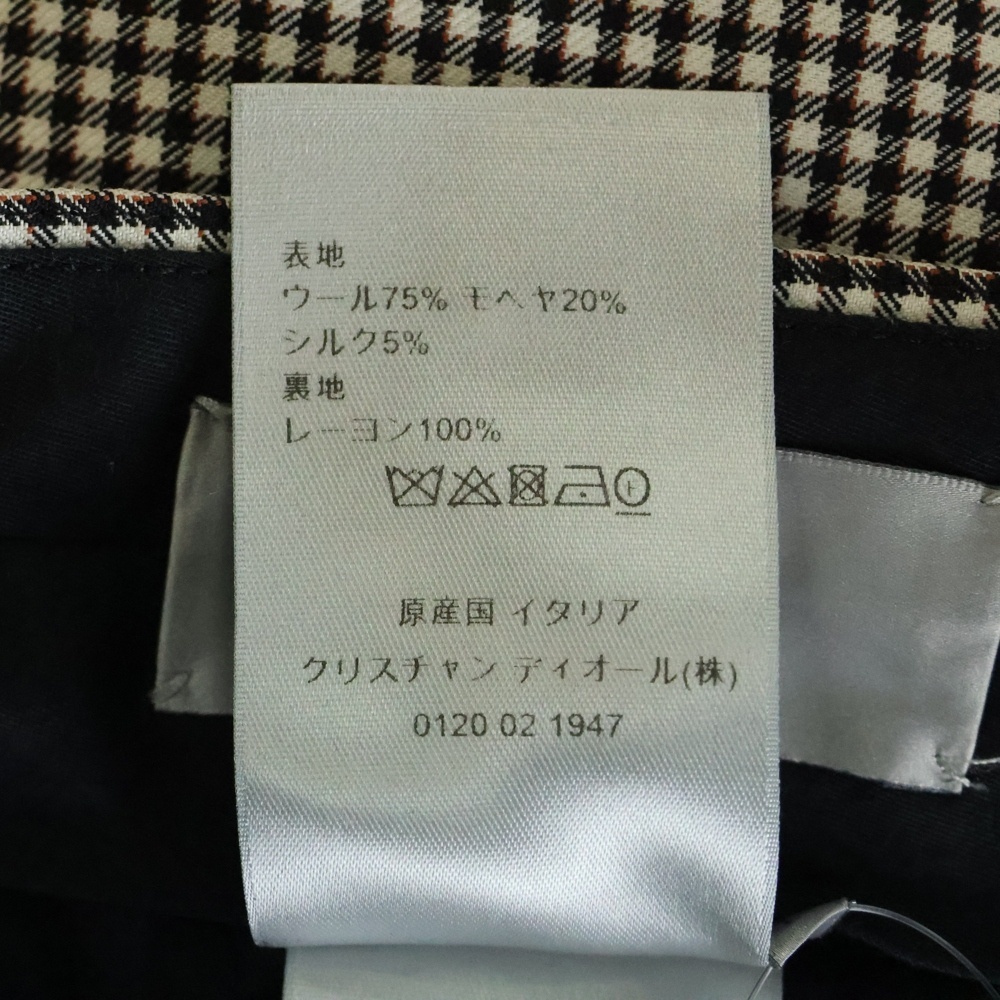 表地
ウール75% モヘヤ20%
シルク5%
裏地
レーヨン100%
原産国 イタリア
クリスチャン ディオール(株)
0120 02 1947